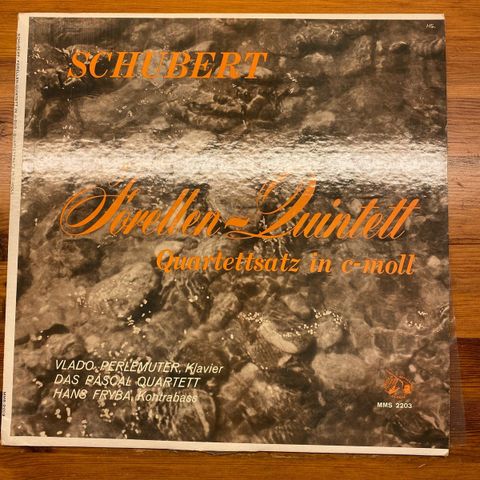 SCHUBERT
Forellen-Quintett
Quartettsatz in c-moll
VLADO PERLEMUTER, Klavier
DAS PASCAL QUARTETT
HANS FRYBA, Kontrabass
MMS 2203